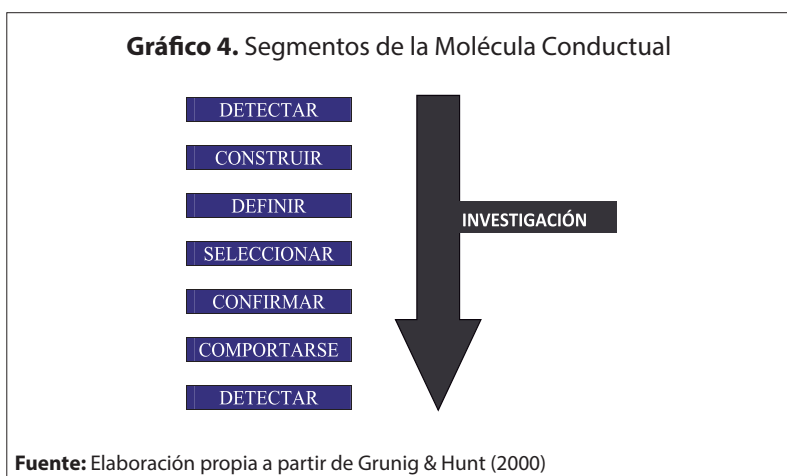 Gráfico 4. Segmentos de la Molécula Conductual
DETECTAR
CONSTRUIR
DEFINIR
INVESTIGACIÓN
SELECCIONAR
CONFIRMAR
COMPORTARSE
DETECTAR
Fuente: Elaboración propia a partir de Grunig & Hunt (2000)